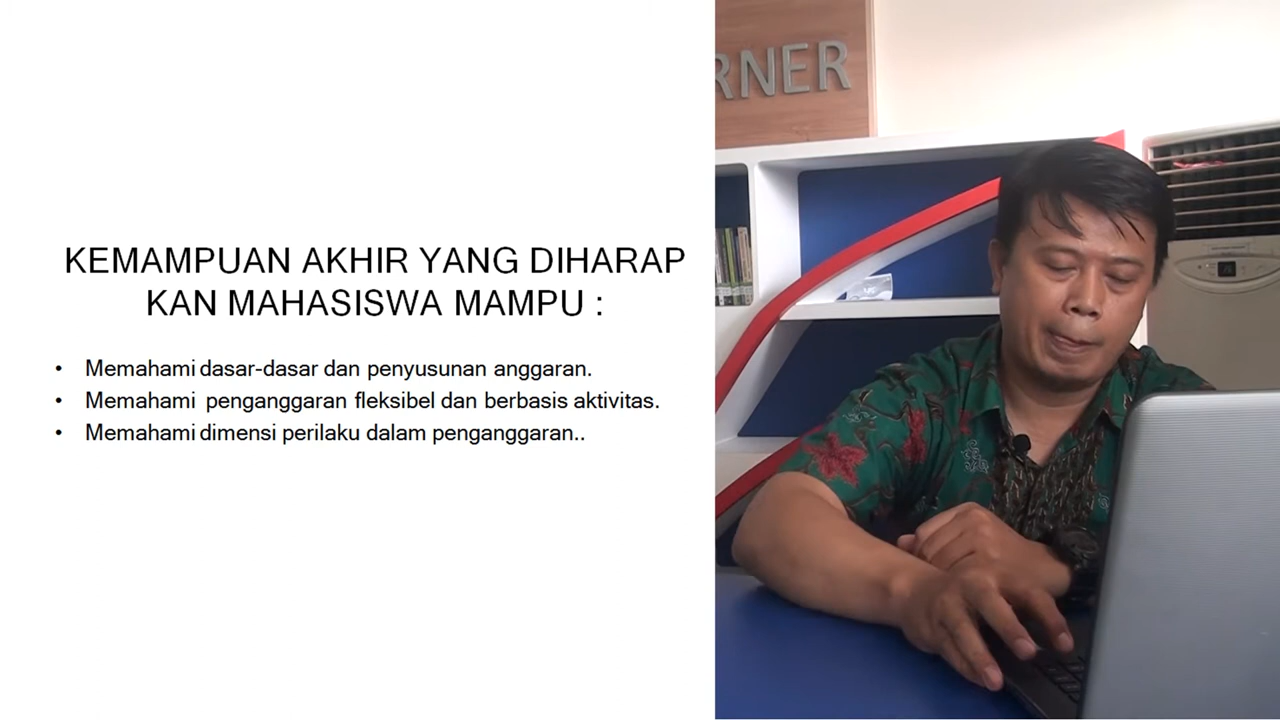 KEMAMPUAN AKHIR YANG DIHARAP
KAN MAHASISWA MAMPU :
• Memahami dasar-dasar dan penyusunan anggaran.
• Memahami penganggaran fleksibel dan berbasis aktivitas.
• Memahami dimensi perilaku dalam penganggaran..
RNER